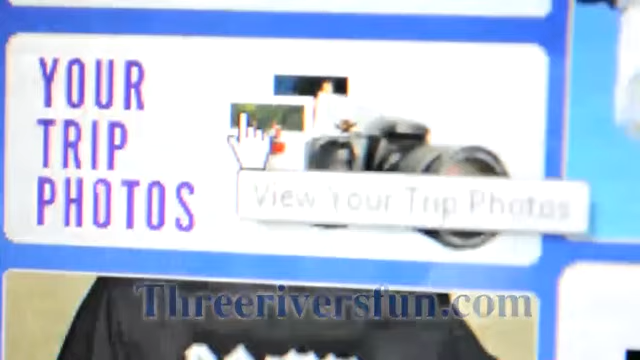 YOUR
TRIP
PHOTOS
View Your Trip Photos
Threeriversfun.com